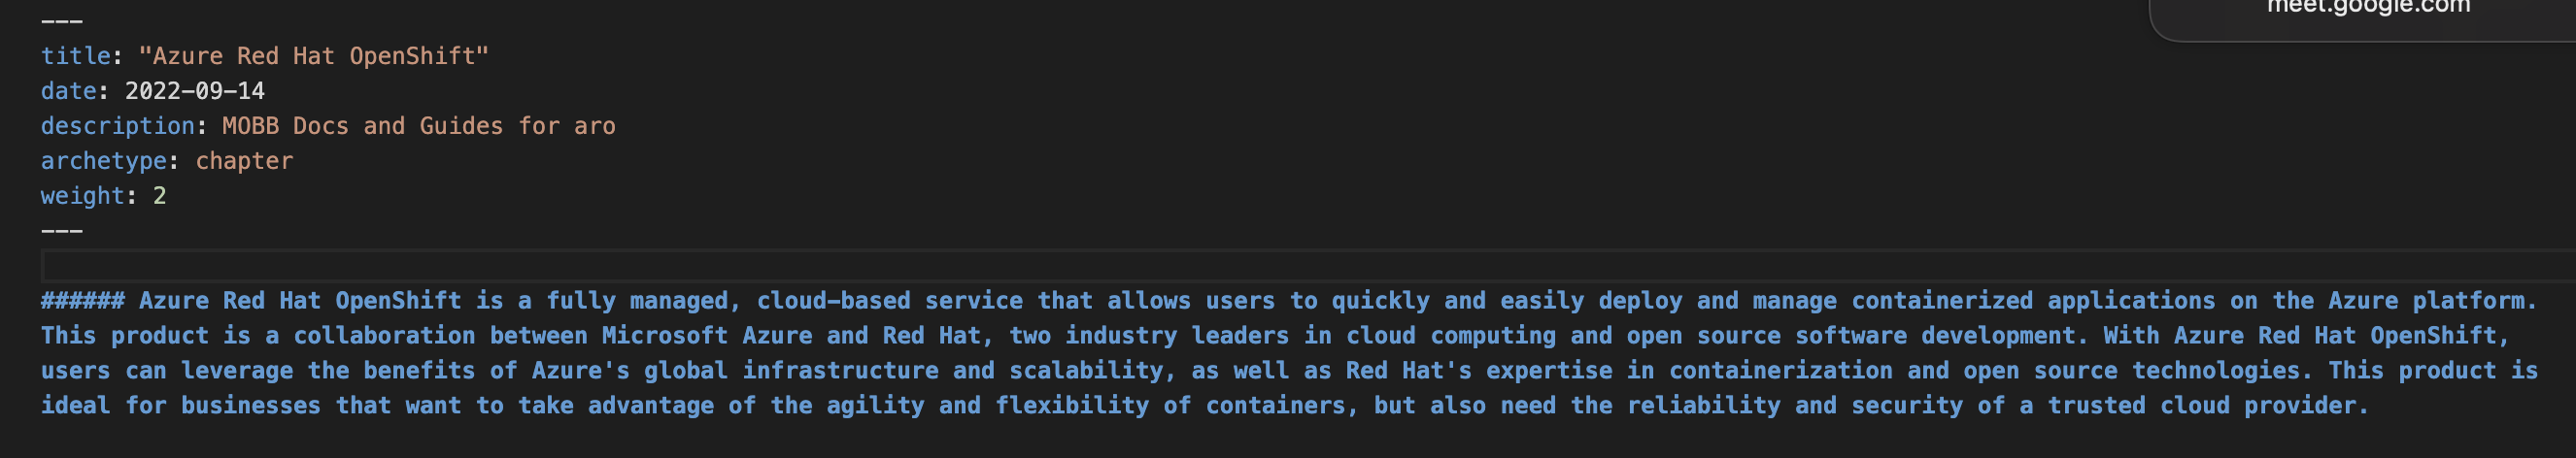 meet.google.com
---
title: "Azure Red Hat OpenShift"
date: 2022-09-14
description: MOBB Docs and Guides for aro
archetype: chapter
weight: 2
---
###### Azure Red Hat OpenShift is a fully managed, cloud-based service that allows users to quickly and easily deploy and manage containerized applications on the Azure platform.
This product is a collaboration between Microsoft Azure and Red Hat, two industry leaders in cloud computing and open source software development. With Azure Red Hat OpenShift,
users can leverage the benefits of Azure's global infrastructure and scalability, as well as Red Hat's expertise in containerization and open source technologies. This product is
ideal for businesses that want to take advantage of the agility and flexibility of containers, but also need the reliability and security of a trusted cloud provider.